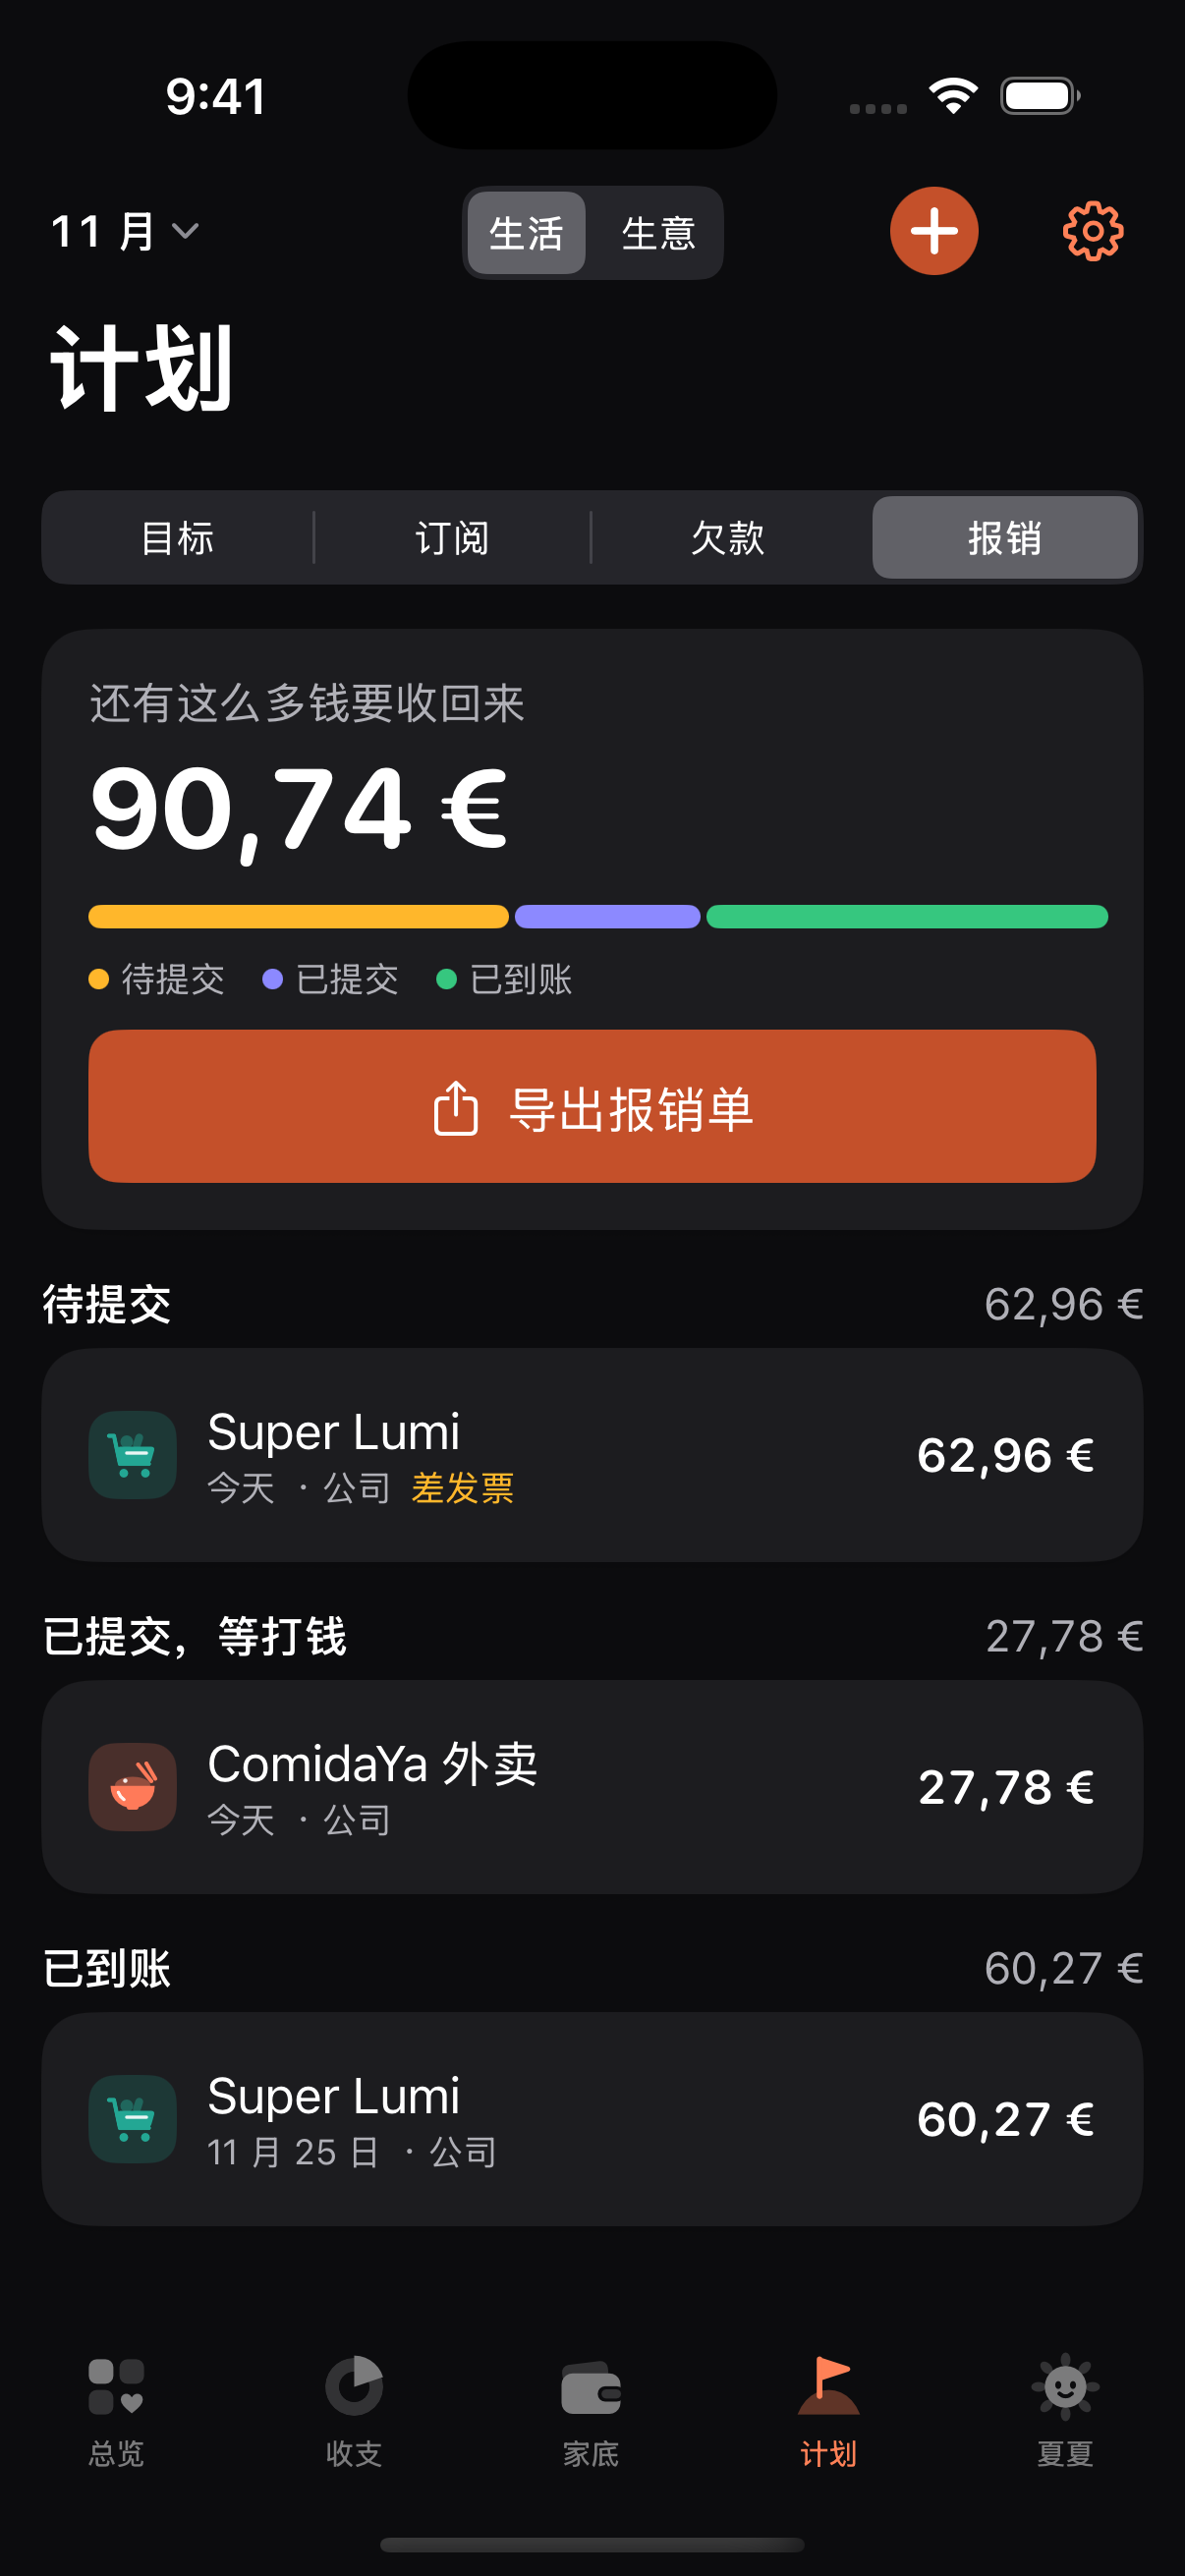 9:41
11 月
生活
生意
计划
目标
订阅
欠款
报销
还有这么多钱要收回来
90,74 €
待提交
已提交
已到账
导出报销单
待提交
62,96 €
Super Lumi
62,96 €
今天 · 公司 差发票
已提交，等打钱
27,78 €
ComidaYa 外卖
27,78 €
今天 · 公司
已到账
60,27 €
Super Lumi
60,27 €
11 月 25 日 · 公司
总览
收支
家底
计划
夏夏